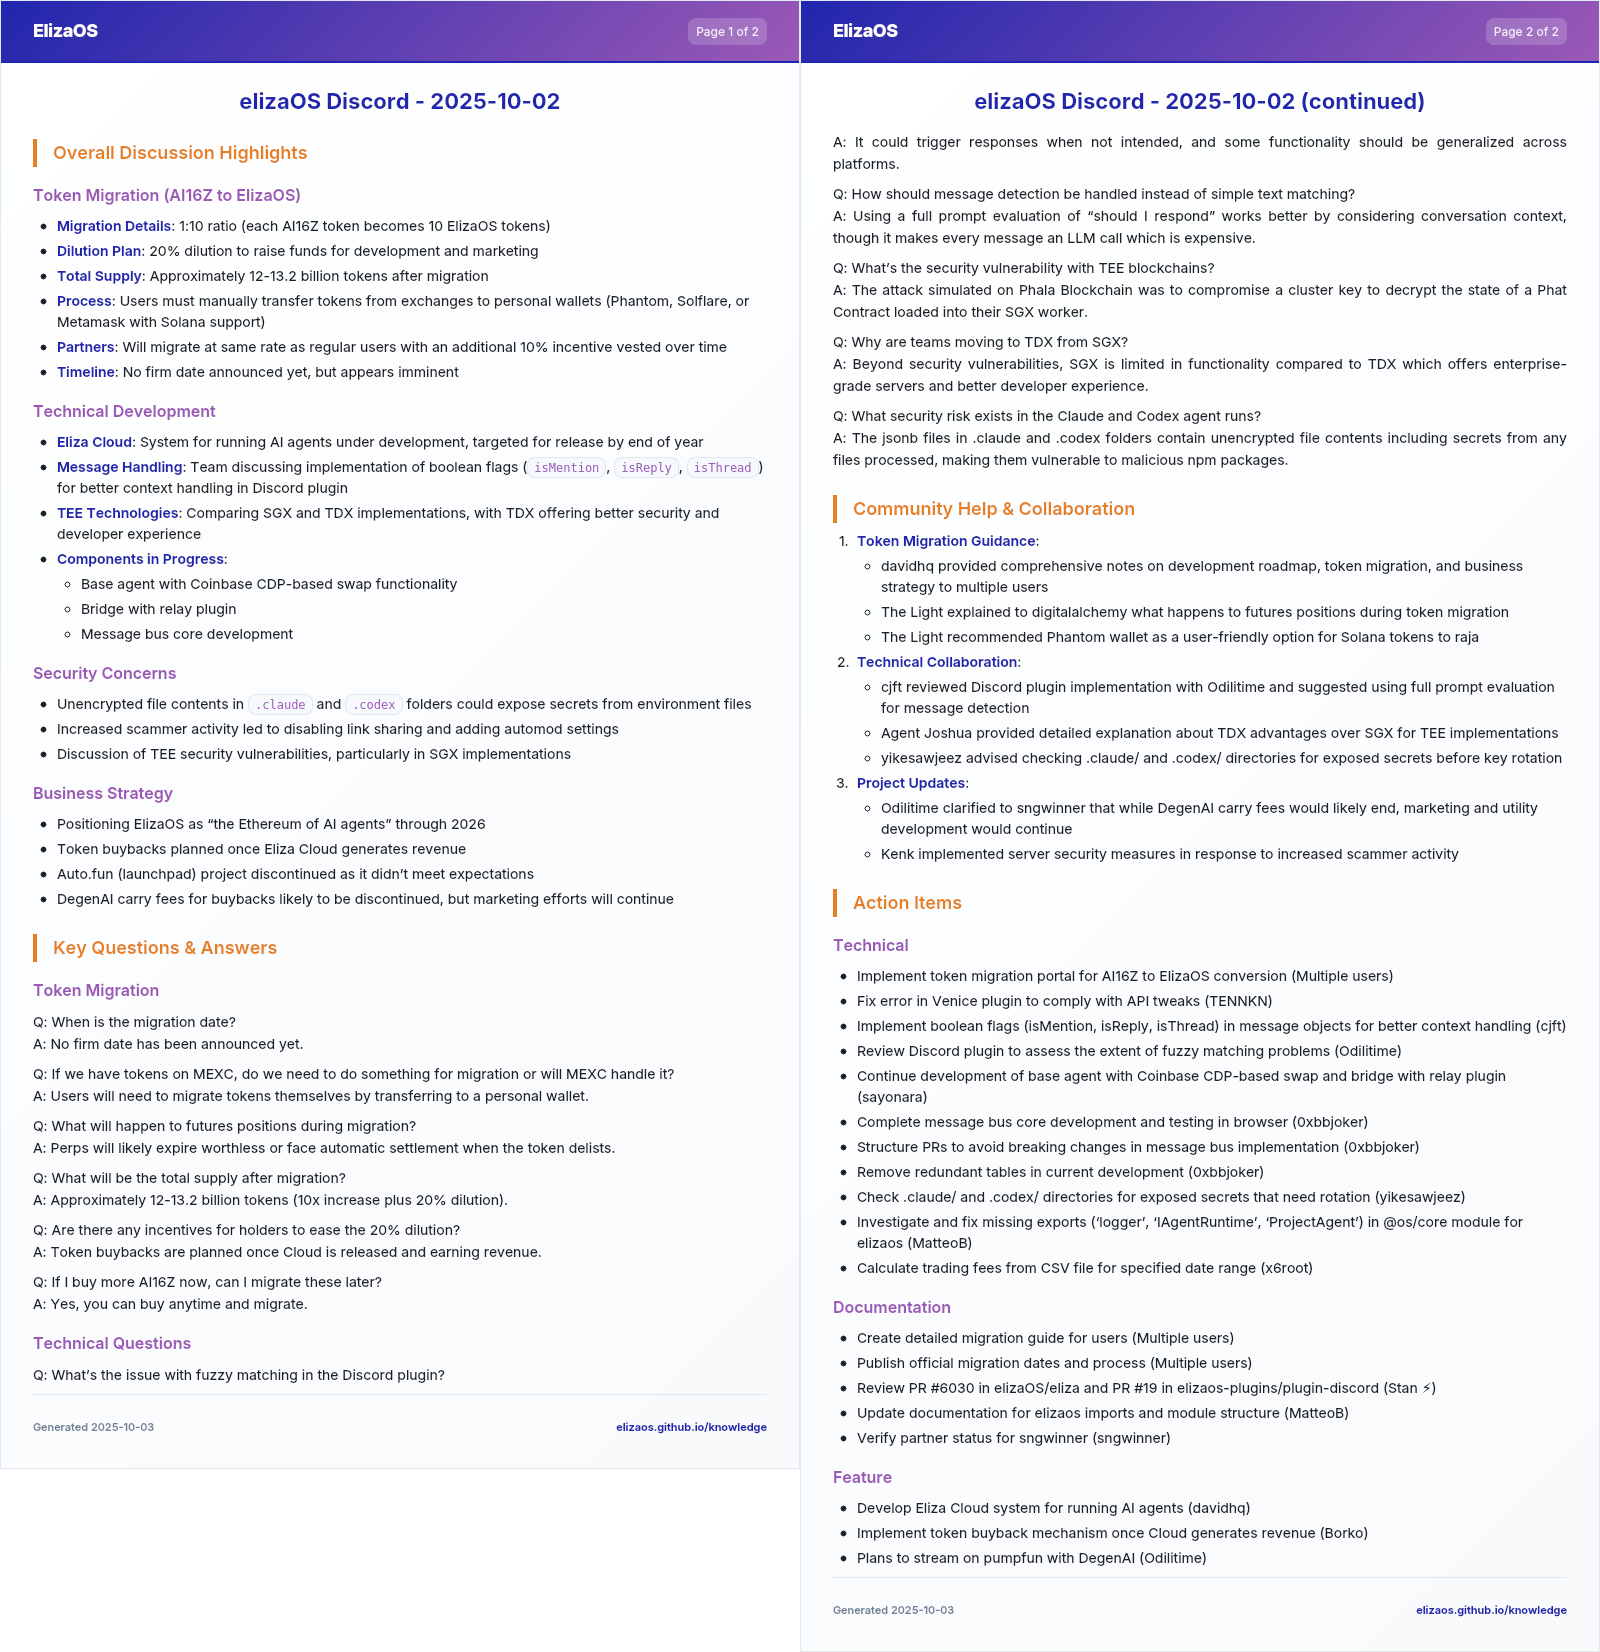 ElizaOS
Page 1 of 2
elizaOS Discord - 2025-10-02
Overall Discussion Highlights
Token Migration (AI16Z to ElizaOS)
• Migration Details: 1:10 ratio (each AI16Z token becomes 10 ElizaOS tokens)
• Dilution Plan: 20% dilution to raise funds for development and marketing
• Total Supply: Approximately 12-13.2 billion tokens after migration
• Process: Users must manually transfer tokens from exchanges to personal wallets (Phantom, Solflare, or
Metamask with Solana support)
• Partners: Will migrate at same rate as regular users with an additional 10% incentive vested over time
• Timeline: No firm date announced yet, but appears imminent
Technical Development
• Eliza Cloud: System for running AI agents under development, targeted for release by end of year
• Message Handling: Team discussing implementation of boolean flags (isMention, isReply, isThread)
for better context handling in Discord plugin
• TEE Technologies: Comparing SGX and TDX implementations, with TDX offering better security and
developer experience
• Components in Progress:
◦ Base agent with Coinbase CDP-based swap functionality
◦ Bridge with relay plugin
◦ Message bus core development
Security Concerns
• Unencrypted file contents in .claude and .codex folders could expose secrets from environment files
• Increased scammer activity led to disabling link sharing and adding automod settings
• Discussion of TEE security vulnerabilities, particularly in SGX implementations
Business Strategy
• Positioning ElizaOS as “the Ethereum of AI agents” through 2026
• Token buybacks planned once Eliza Cloud generates revenue
• Auto.fun (launchpad) project discontinued as it didn’t meet expectations
• DegenAI carry fees for buybacks likely to be discontinued, but marketing efforts will continue
Key Questions & Answers
Token Migration
Q: When is the migration date?
A: No firm date has been announced yet.
Q: If we have tokens on MEXC, do we need to do something for migration or will MEXC handle it?
A: Users will need to migrate tokens themselves by transferring to a personal wallet.
Q: What will happen to futures positions during migration?
A: Perps will likely expire worthless or face automatic settlement when the token delists.
Q: What will be the total supply after migration?
A: Approximately 12-13.2 billion tokens (10x increase plus 20% dilution).
Q: Are there any incentives for holders to ease the 20% dilution?
A: Token buybacks are planned once Cloud is released and earning revenue.
Q: If I buy more AI16Z now, can I migrate these later?
A: Yes, you can buy anytime and migrate.
Technical Questions
Q: What’s the issue with fuzzy matching in the Discord plugin?
Generated 2025-10-03
elizaos.github.io/knowledge
ElizaOS
Page 2 of 2
elizaOS Discord - 2025-10-02 (continued)
A: It could trigger responses when not intended, and some functionality should be generalized across
platforms.
Q: How should message detection be handled instead of simple text matching?
A: Using a full prompt evaluation of “should I respond” works better by considering conversation context,
though it makes every message an LLM call which is expensive.
Q: What’s the security vulnerability with TEE blockchains?
A: The attack simulated on Phala Blockchain was to compromise a cluster key to decrypt the state of a Phat
Contract loaded into their SGX worker.
Q: Why are teams moving to TDX from SGX?
A: Beyond security vulnerabilities, SGX is limited in functionality compared to TDX which offers enterprise-
grade servers and better developer experience.
Q: What security risk exists in the Claude and Codex agent runs?
A: The jsonb files in .claude and .codex folders contain unencrypted file contents including secrets from any
files processed, making them vulnerable to malicious npm packages.
Community Help & Collaboration
1. Token Migration Guidance:
◦ davidhq provided comprehensive notes on development roadmap, token migration, and business
strategy to multiple users
◦ The Light explained to digitalalchemy what happens to futures positions during token migration
◦ The Light recommended Phantom wallet as a user-friendly option for Solana tokens to raja
2. Technical Collaboration:
◦ cjft reviewed Discord plugin implementation with Odilitime and suggested using full prompt evaluation
for message detection
◦ Agent Joshua provided detailed explanation about TDX advantages over SGX for TEE implementations
◦ yikesawjeez advised checking .claude/ and .codex/ directories for exposed secrets before key rotation
3. Project Updates:
◦ Odilitime clarified to sngwinner that while DegenAI carry fees would likely end, marketing and utility
development would continue
◦ Kenk implemented server security measures in response to increased scammer activity
Action Items
Technical
• Implement token migration portal for AI16Z to ElizaOS conversion (Multiple users)
• Fix error in Venice plugin to comply with API tweaks (TENNKN)
• Implement boolean flags (isMention, isReply, isThread) in message objects for better context handling (cjft)
• Review Discord plugin to assess the extent of fuzzy matching problems (Odilitime)
• Continue development of base agent with Coinbase CDP-based swap and bridge with relay plugin
(sayonara)
• Complete message bus core development and testing in browser (0xbbjoker)
• Structure PRs to avoid breaking changes in message bus implementation (0xbbjoker)
• Remove redundant tables in current development (0xbbjoker)
• Check .claude/ and .codex/ directories for exposed secrets that need rotation (yikesawjeez)
• Investigate and fix missing exports (‘logger’, ‘IAgentRuntime’, ‘ProjectAgent’) in @os/core module for
elizaos (MatteoB)
• Calculate trading fees from CSV file for specified date range (x6root)
Documentation
• Create detailed migration guide for users (Multiple users)
• Publish official migration dates and process (Multiple users)
• Review PR #6030 in elizaOS/eliza and PR #19 in elizaos-plugins/plugin-discord (Stan ⚡)
• Update documentation for elizaos imports and module structure (MatteoB)
• Verify partner status for sngwinner (sngwinner)
Feature
• Develop Eliza Cloud system for running AI agents (davidhq)
• Implement token buyback mechanism once Cloud generates revenue (Borko)
• Plans to stream on pumpfun with DegenAI (Odilitime)
Generated 2025-10-03
elizaos.github.io/knowledge